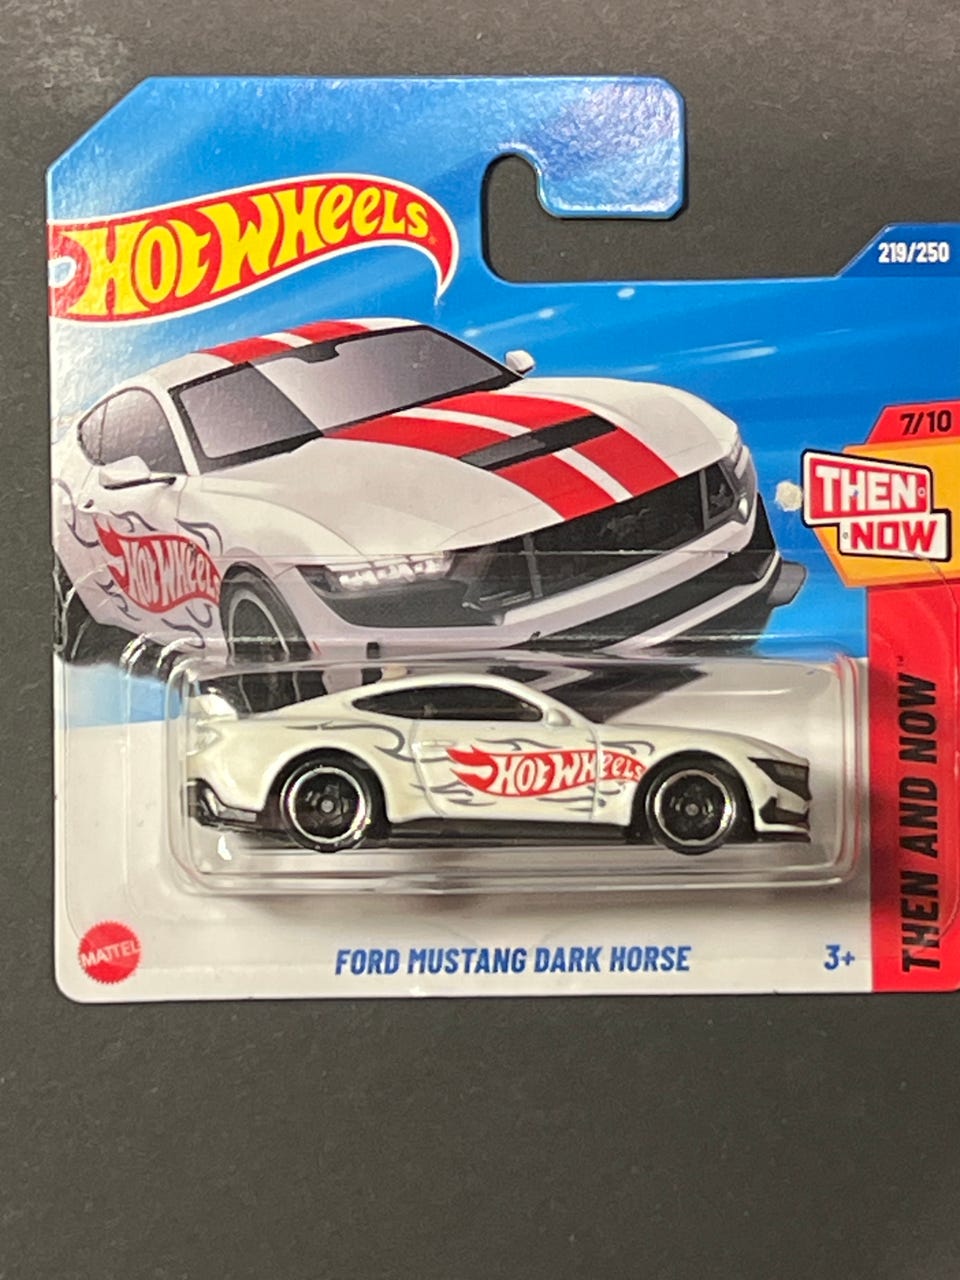 HOT WHEELS
219/250
7/10
THEN
NOW
HOT WHEELS
HOT WHEELS
THEN AND NOW™
MATTEL
FORD MUSTANG DARK HORSE
3+